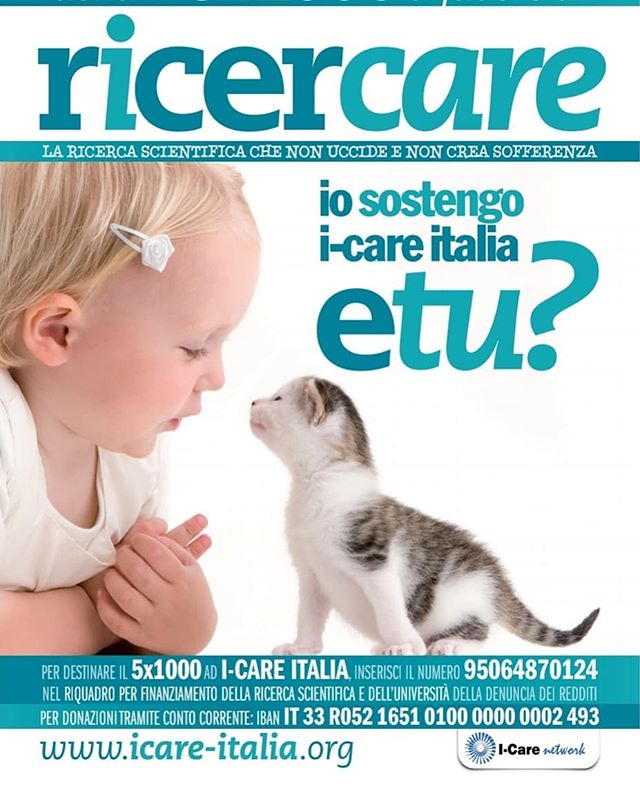 ricercare
LA RICERCA SCIENTIFICA CHE NON UCCIDE E NON CREA SOFFERENZA
io sostengo
i-care italia
e tu?
PER DESTINARE IL 5x1000 AD I-CARE ITALIA, INSERISCI IL NUMERO 95064870124
NEL RIQUADRO PER FINANZIAMENTO DELLA RICERCA SCIENTIFICA E DELL'UNIVERSITÀ DELLA DENUNCIA DEI REDDITI
PER DONAZIONI TRAMITE CONTO CORRENTE: IBAN IT 33 R052 1651 0100 0000 0002 493
www.icare-italia.org
I-Care network